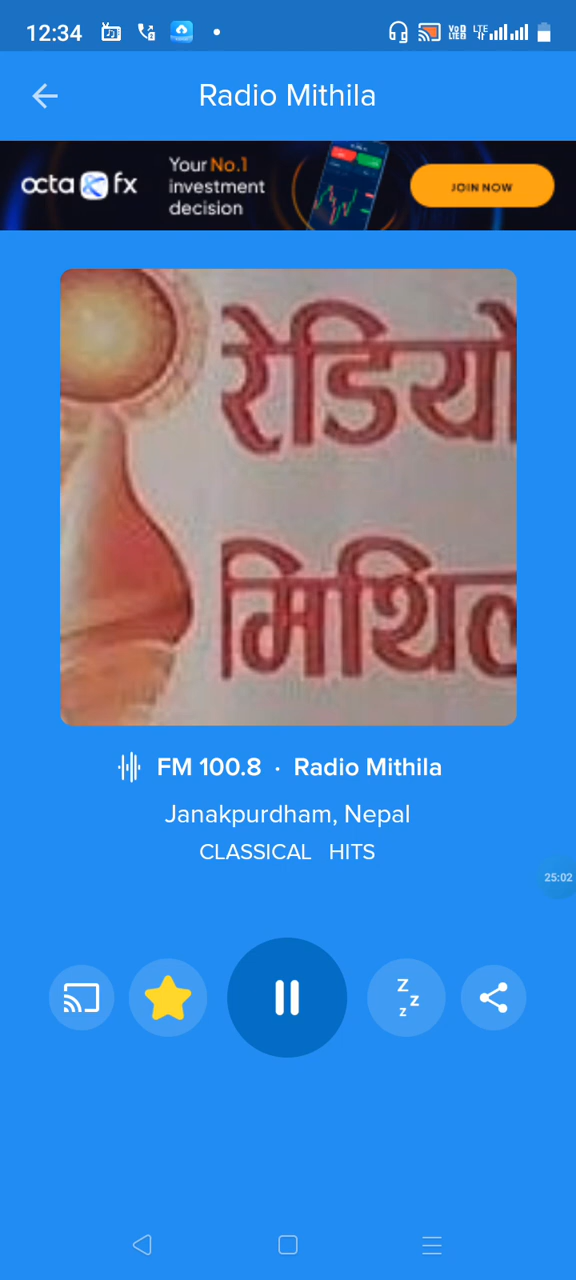 12:34
Radio Mithila
octa fx
Your No.1
investment
decision
JOIN NOW
रेडियो
मिथिल
FM 100.8 · Radio Mithila
Janakpurdham, Nepal
CLASSICAL HITS
25:02
Z
z
z